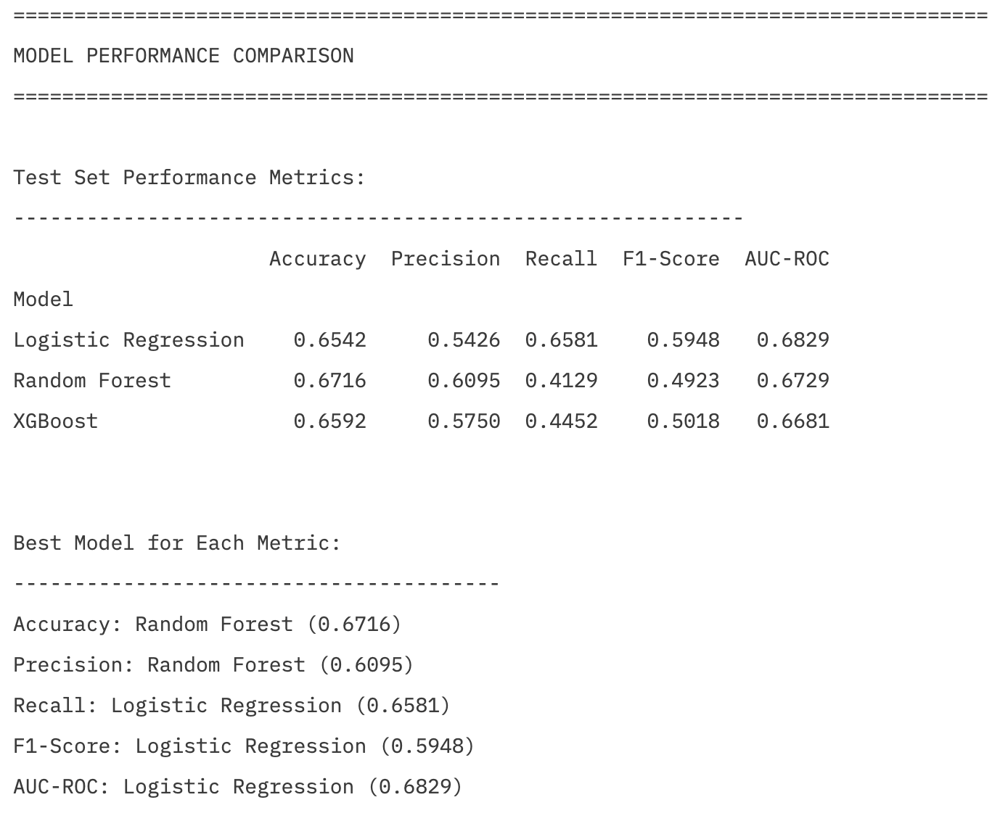 ================================================================================
MODEL PERFORMANCE COMPARISON
================================================================================
Test Set Performance Metrics:
------------------------------------------------------------
                     Accuracy  Precision  Recall  F1-Score  AUC-ROC
Model
Logistic Regression    0.6542     0.5426  0.6581    0.5948   0.6829
Random Forest          0.6716     0.6095  0.4129    0.4923   0.6729
XGBoost                0.6592     0.5750  0.4452    0.5018   0.6681
Best Model for Each Metric:
----------------------------------------
Accuracy: Random Forest (0.6716)
Precision: Random Forest (0.6095)
Recall: Logistic Regression (0.6581)
F1-Score: Logistic Regression (0.5948)
AUC-ROC: Logistic Regression (0.6829)